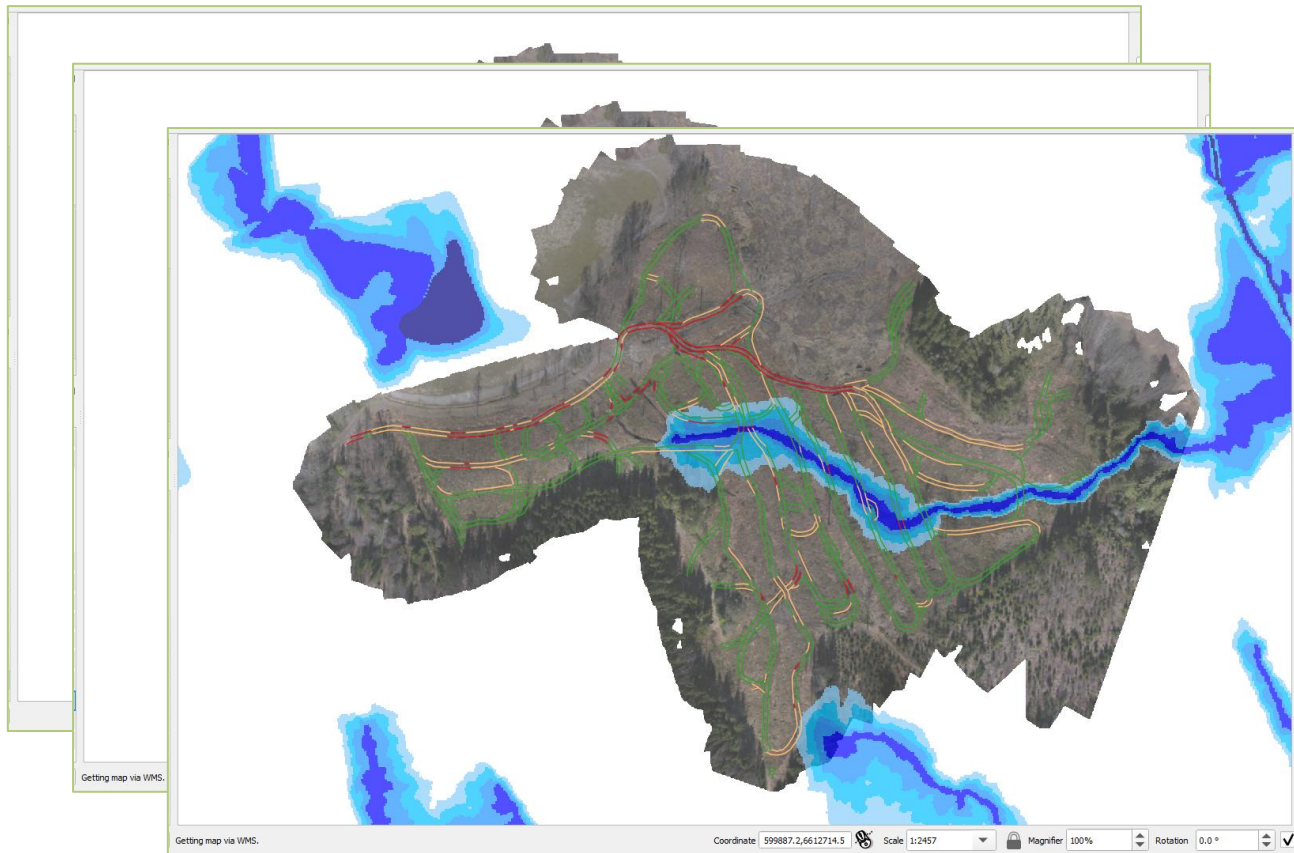 Getting map via WMS.
Getting map via WMS.
Coordinate 599887.2,6612714.5 Scale 1:2457 Magnifier 100% Rotation 0.0 °